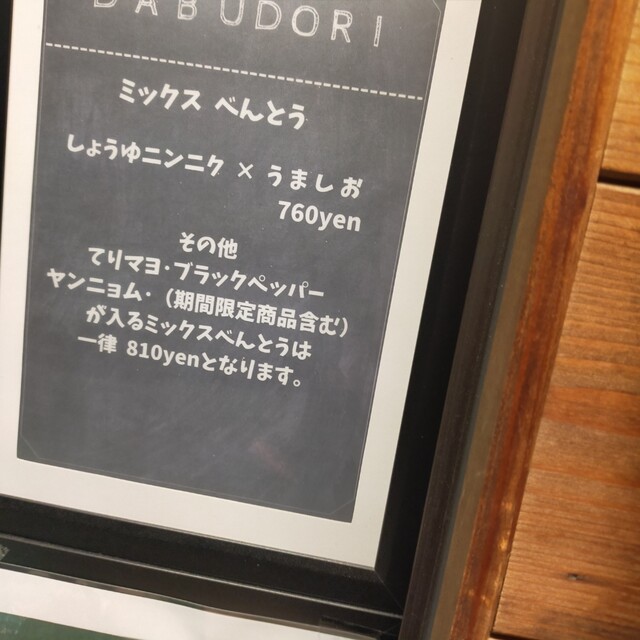 DABUDORI
ミックス べんとう
しょうゆニンニク × うましお
760yen
その他
てりマヨ・ブラックペッパー
ヤンニョム・（期間限定商品含む）
が入るミックスべんとうは
一律 810yenとなります。